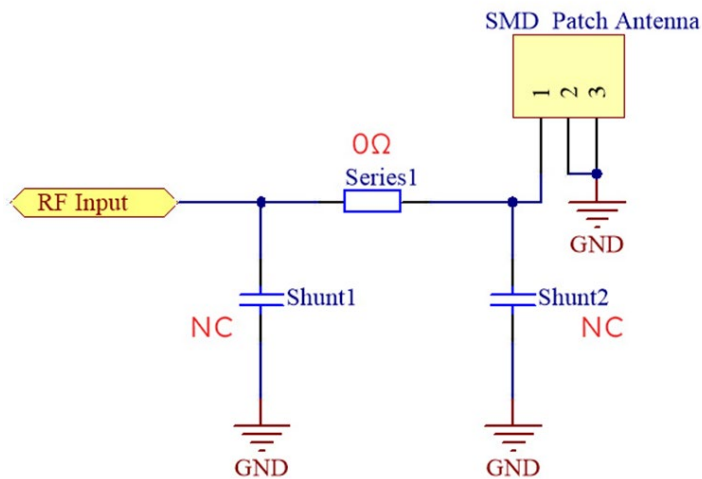 SMD Patch Antenna
1 2 3
0Ω
Series1
RF Input
GND
Shunt1
Shunt2
NC
NC
GND
GND